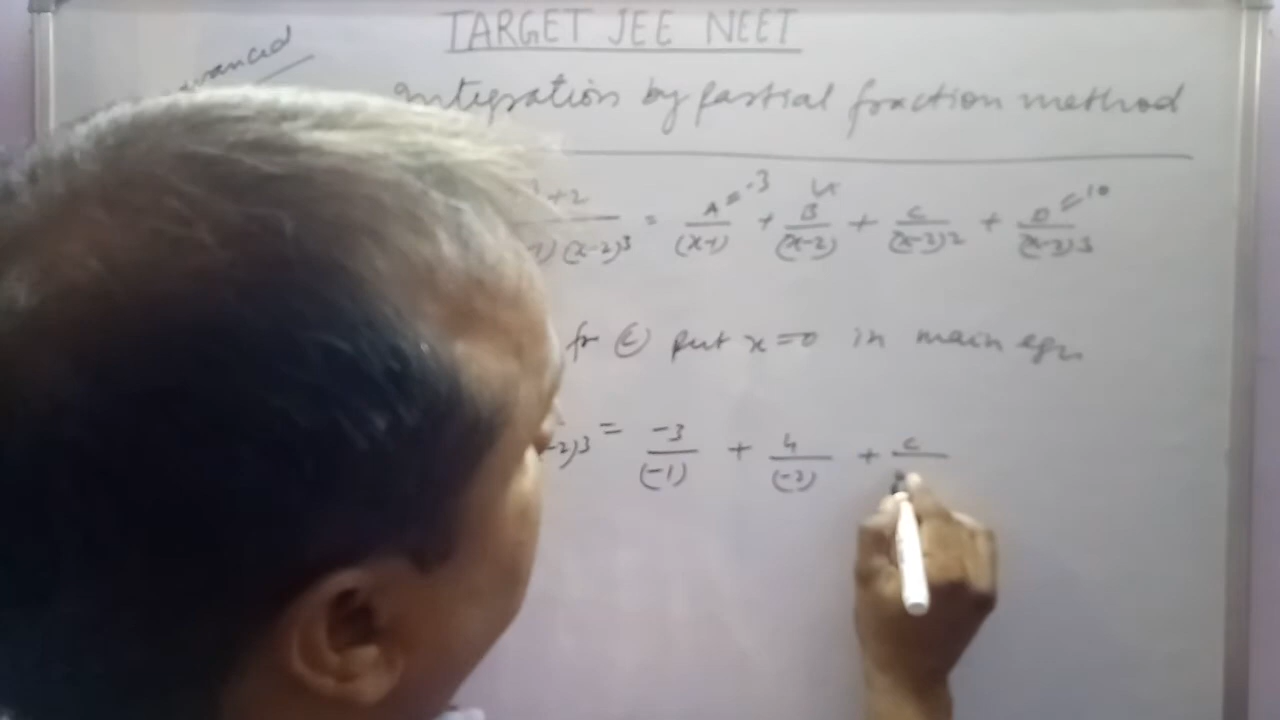 TARGET JEE NEET
Integration by partial fraction method
+2 / (x-2)³ = A/(x-1) = -3 + B/(x-2) 4 + C/(x-2)2 + D/(x-2)3 = 10
for C put x=0 in main eqn
-2)3 = -3/(-1) + 4/(-2) + C/